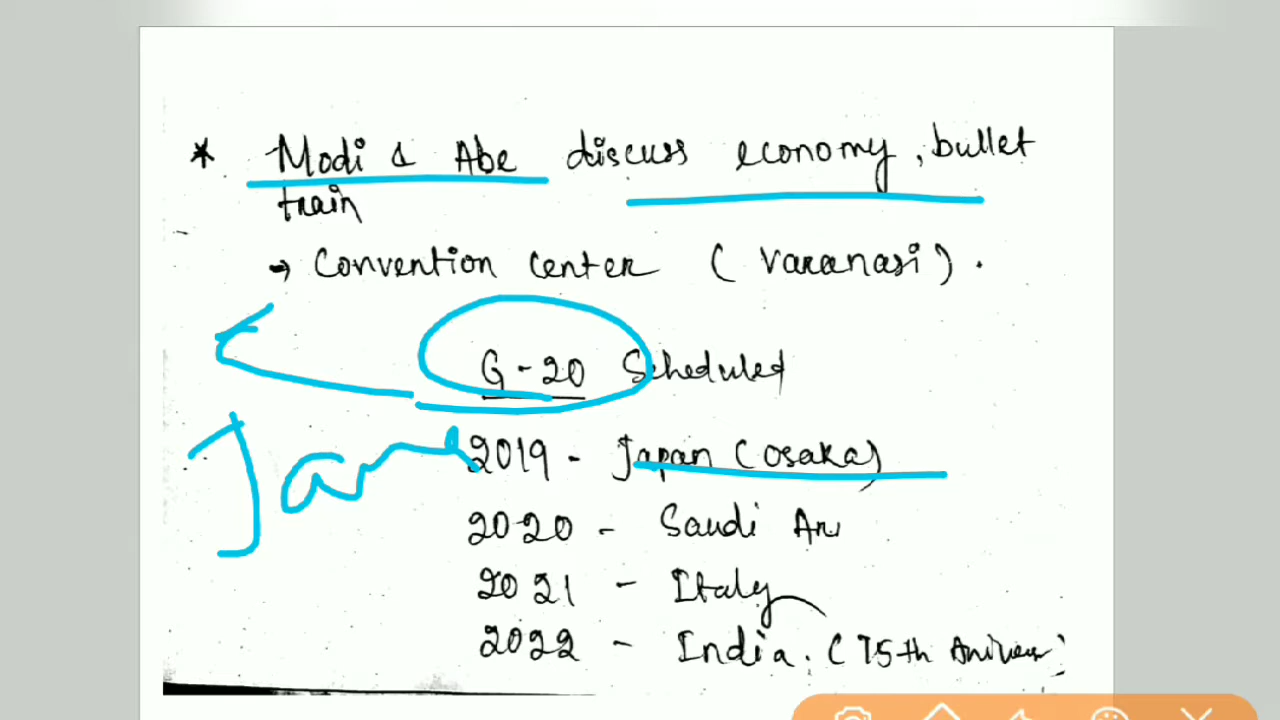 * Modi & Abe discuss economy, bullet
train
→ Convention center (Varanasi).
G-20 Scheduled
2019 - Japan (Osaka)
2020 - Saudi Ar
2021 - Italy
2022 - India. (75th